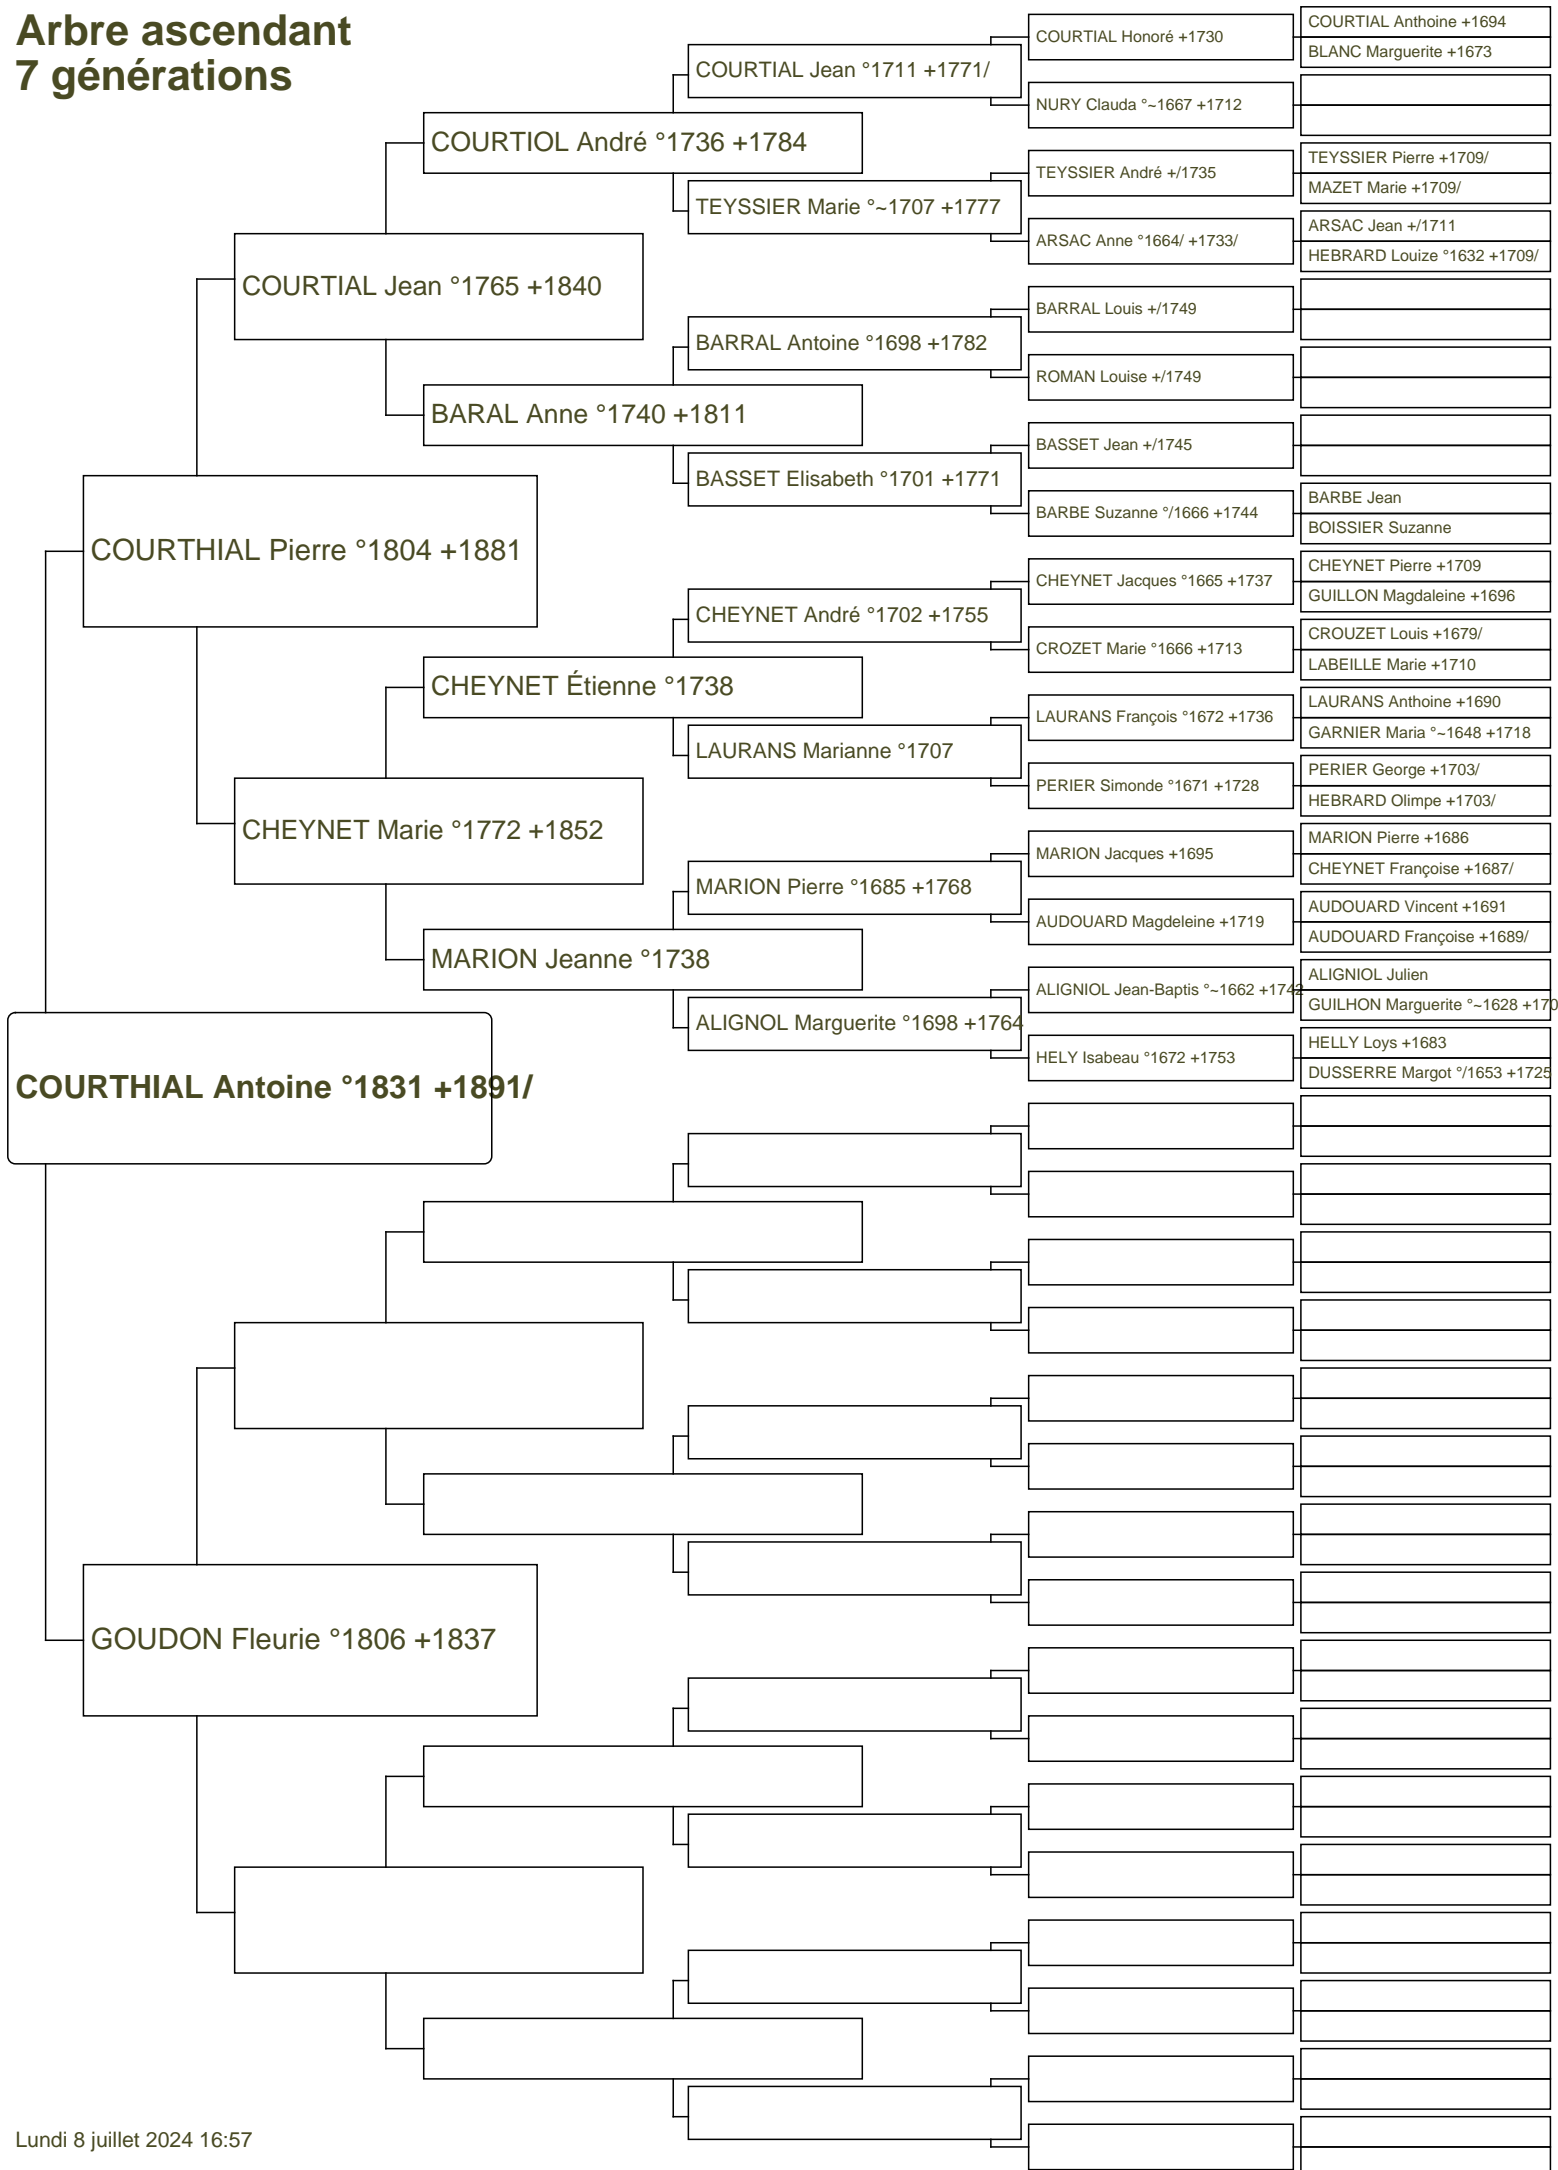 Arbre ascendant
7 générations
COURTIAL Anthoine +1694
COURTIAL Honoré +1730
BLANC Marguerite +1673
COURTIAL Jean °1711 +1771/
NURY Clauda °~1667 +1712
COURTIOL André °1736 +1784
TEYSSIER Pierre +1709/
TEYSSIER André +/1735
MAZET Marie +1709/
TEYSSIER Marie °~1707 +1777
ARSAC Jean +/1711
ARSAC Anne °1664/ +1733/
HEBRARD Louize °1632 +1709/
COURTIAL Jean °1765 +1840
BARRAL Louis +/1749
BARRAL Antoine °1698 +1782
ROMAN Louise +/1749
BARAL Anne °1740 +1811
BASSET Jean +/1745
BASSET Elisabeth °1701 +1771
BARBE Jean
BARBE Suzanne °/1666 +1744
BOISSIER Suzanne
COURTHIAL Pierre °1804 +1881
CHEYNET Pierre +1709
CHEYNET Jacques °1665 +1737
GUILLON Magdaleine +1696
CHEYNET André °1702 +1755
CROUZET Louis +1679/
CROZET Marie °1666 +1713
LABEILLE Marie +1710
CHEYNET Étienne °1738
LAURANS Anthoine +1690
LAURANS François °1672 +1736
GARNIER Maria °~1648 +1718
LAURANS Marianne °1707
PERIER George +1703/
PERIER Simonde °1671 +1728
HEBRARD Olimpe +1703/
CHEYNET Marie °1772 +1852
MARION Pierre +1686
MARION Jacques +1695
CHEYNET Françoise +1687/
MARION Pierre °1685 +1768
AUDOUARD Vincent +1691
AUDOUARD Magdeleine +1719
AUDOUARD Françoise +1689/
MARION Jeanne °1738
ALIGNIOL Julien
ALIGNIOL Jean-Baptis °~1662 +1742
GUILHON Marguerite °~1628 +170
ALIGNOL Marguerite °1698 +1764
HELLY Loys +1683
HELY Isabeau °1672 +1753
DUSSERRE Margot °/1653 +1725
COURTHIAL Antoine °1831 +1891/
GOUDON Fleurie °1806 +1837
Lundi 8 juillet 2024 16:57